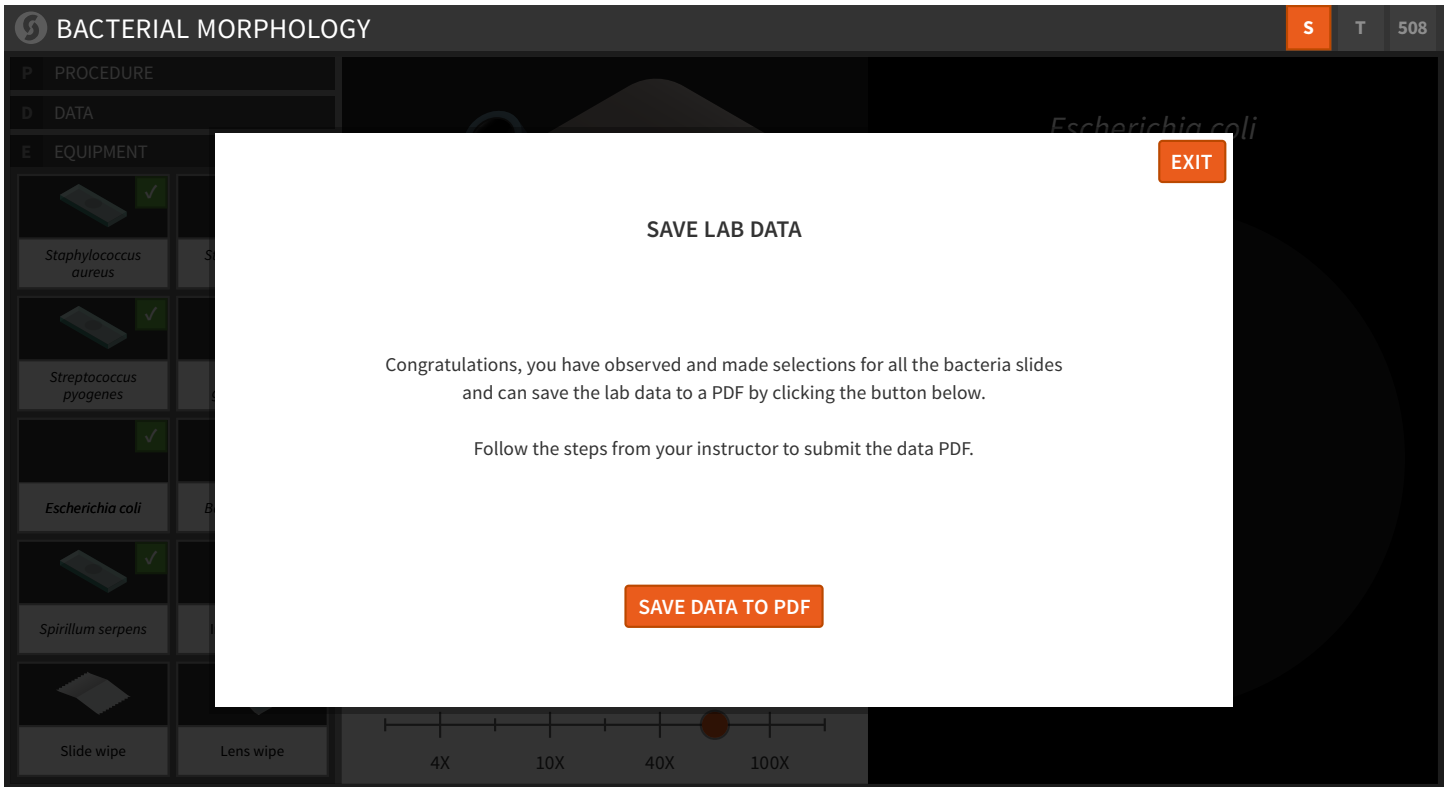 BACTERIAL MORPHOLOGY
S
T
508
P PROCEDURE
D DATA
E EQUIPMENT
Escherichia coli
EXIT
SAVE LAB DATA
Congratulations, you have observed and made selections for all the bacteria slides
and can save the lab data to a PDF by clicking the button below.
Follow the steps from your instructor to submit the data PDF.
SAVE DATA TO PDF
Staphylococcus
aureus
Streptococcus
pyogenes
Escherichia coli
Spirillum serpens
Slide wipe
Lens wipe
4X
10X
40X
100X